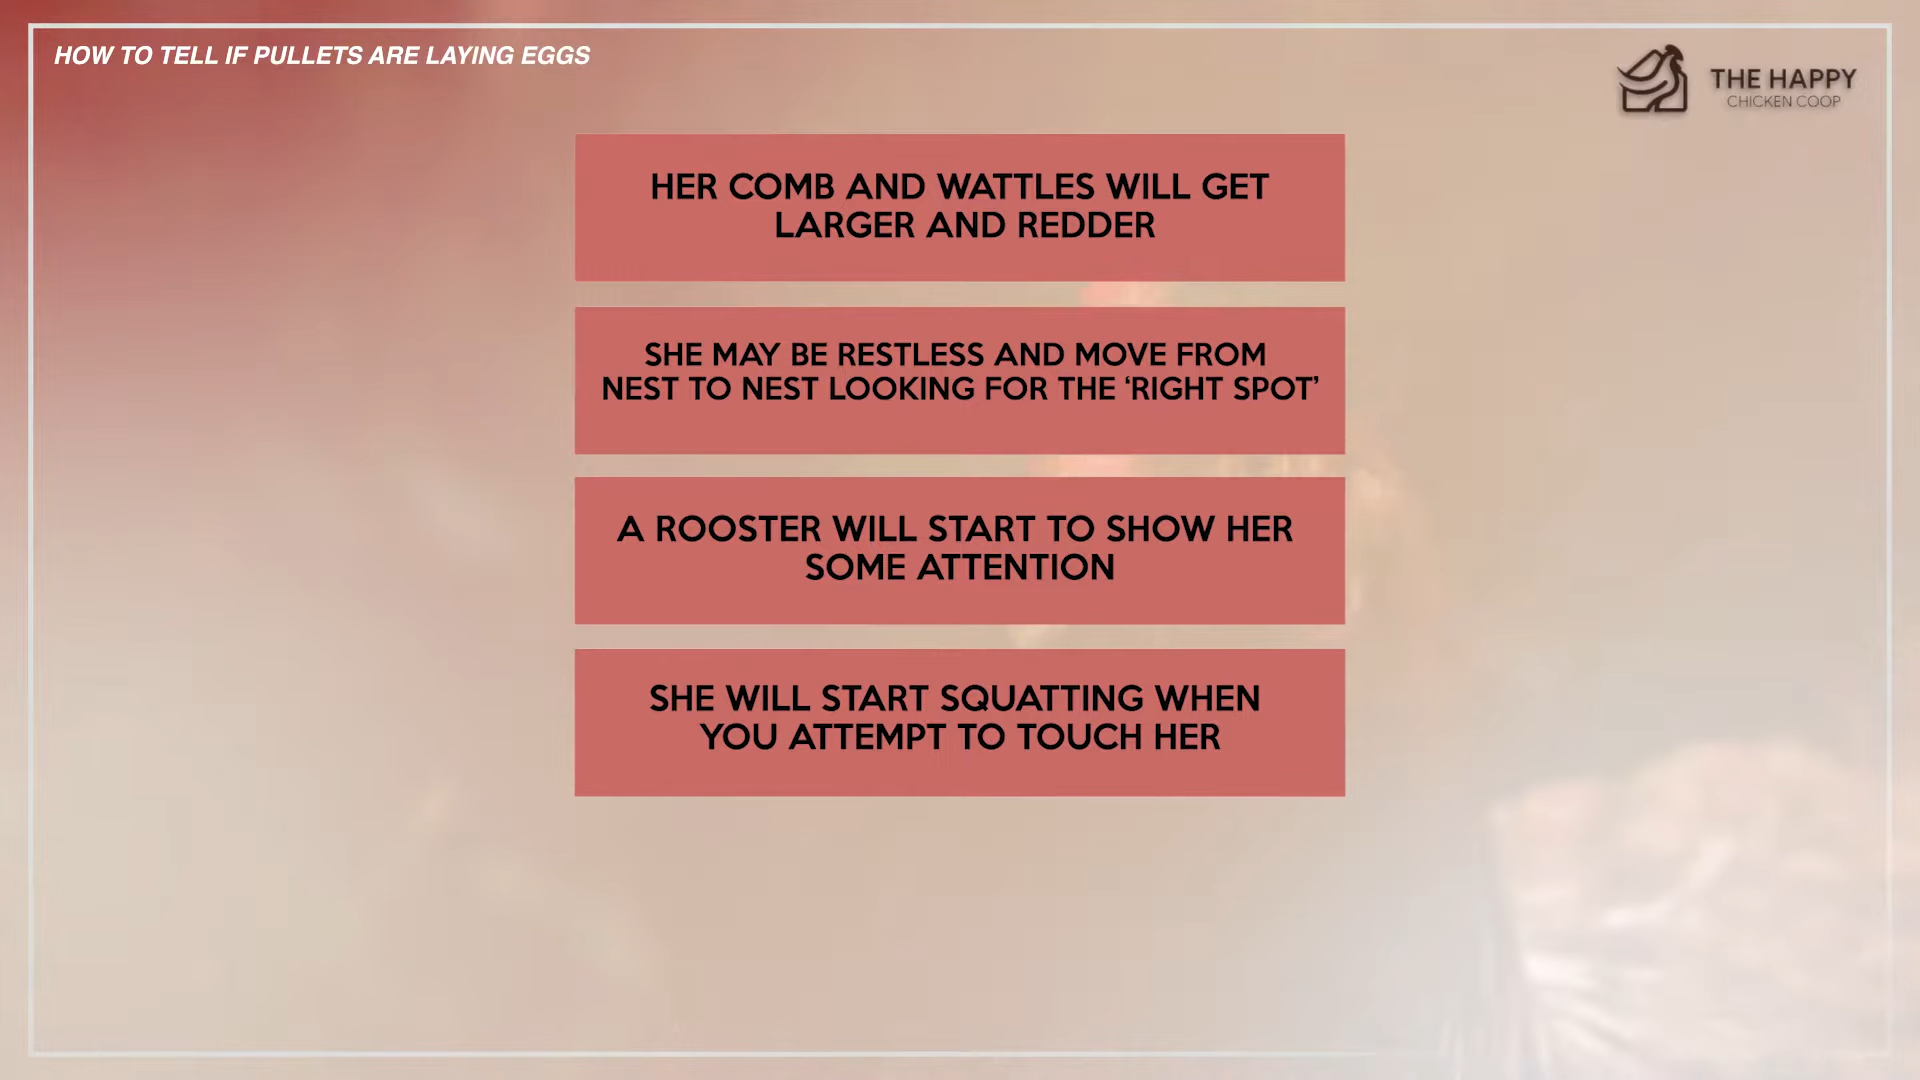 HOW TO TELL IF PULLETS ARE LAYING EGGS
THE HAPPY
CHICKEN COOP
HER COMB AND WATTLES WILL GET
LARGER AND REDDER
SHE MAY BE RESTLESS AND MOVE FROM
NEST TO NEST LOOKING FOR THE ‘RIGHT SPOT’
A ROOSTER WILL START TO SHOW HER
SOME ATTENTION
SHE WILL START SQUATTING WHEN
YOU ATTEMPT TO TOUCH HER